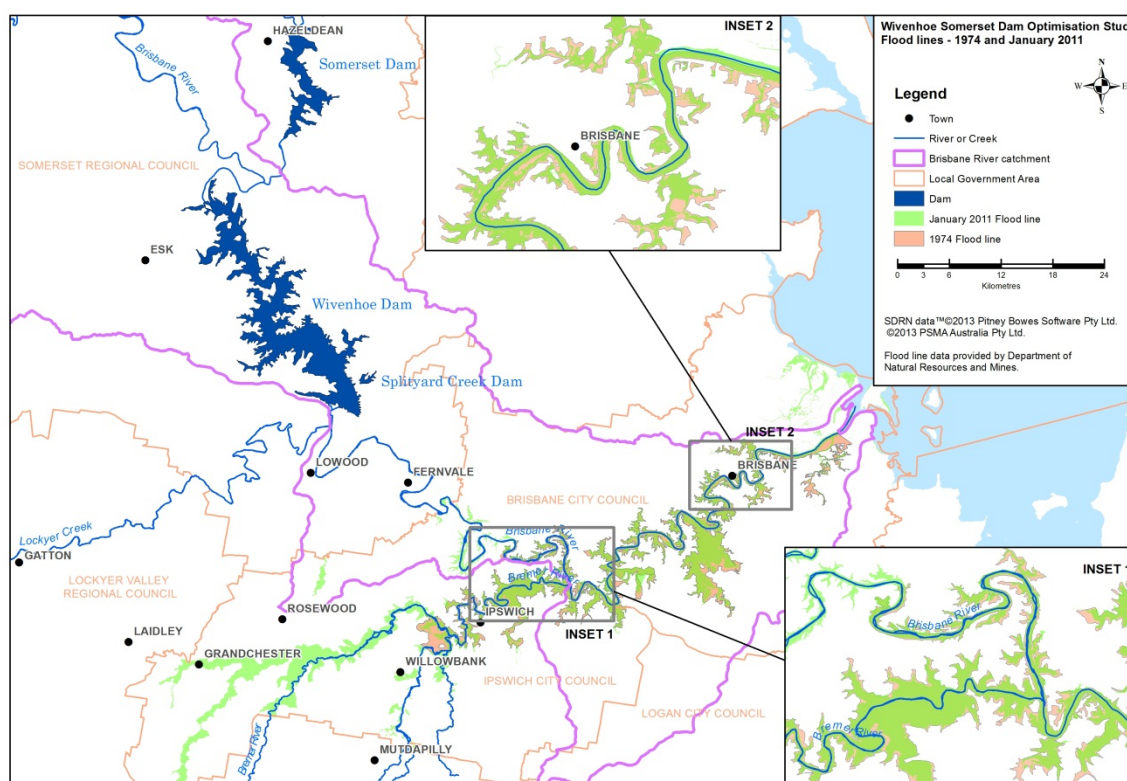 Wivenhoe Somerset Dam Optimisation Stud
Flood lines - 1974 and January 2011
N
W E
S
Legend
Town
River or Creek
Brisbane River catchment
Local Government Area
Dam
January 2011 Flood line
1974 Flood line
0 3 6 12 18 24
Kilometres
SDRN data™©2013 Pitney Bowes Software Pty Ltd.
©2013 PSMA Australia Pty Ltd.
Flood line data provided by Department of
Natural Resources and Mines.
INSET 2
BRISBANE
HAZELDEAN
Brisbane River
Somerset Dam
SOMERSET REGIONAL COUNCIL
ESK
Wivenhoe Dam
Splityard Creek Dam
LOWOOD
FERNVALE
INSET 2
BRISBANE
BRISBANE CITY COUNCIL
Lockyer Creek
GATTON
Brisbane River
Bremer River
LOCKYER VALLEY
REGIONAL COUNCIL
ROSEWOOD
IPSWICH
INSET 1
LAIDLEY
GRANDCHESTER
WILLOWBANK
IPSWICH CITY COUNCIL
LOGAN CITY COUNCIL
Bremer River
MUTDAPILLY
INSET 1
Brisbane River
Bremer River